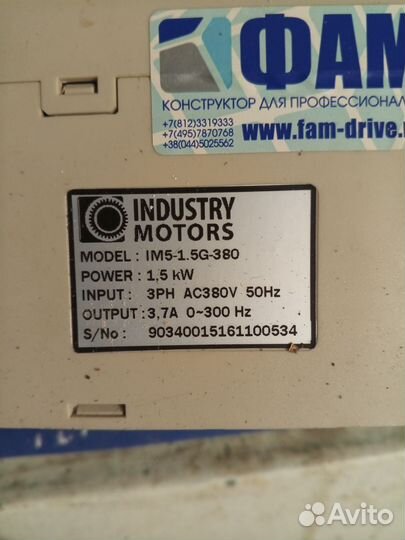 ФАМ
КОНСТРУКТОР ДЛЯ ПРОФЕССИОНАЛ
+7(812)3319333
+7(495)7870768
+38(044)5025562
www.fam-drive.
INDUSTRY
MOTORS
MODEL : IM5-1.5G-380
POWER : 1,5 kW
INPUT : 3PH AC380V 50Hz
OUTPUT : 3,7A 0~300 Hz
S/No : 90340015161100534
Avito